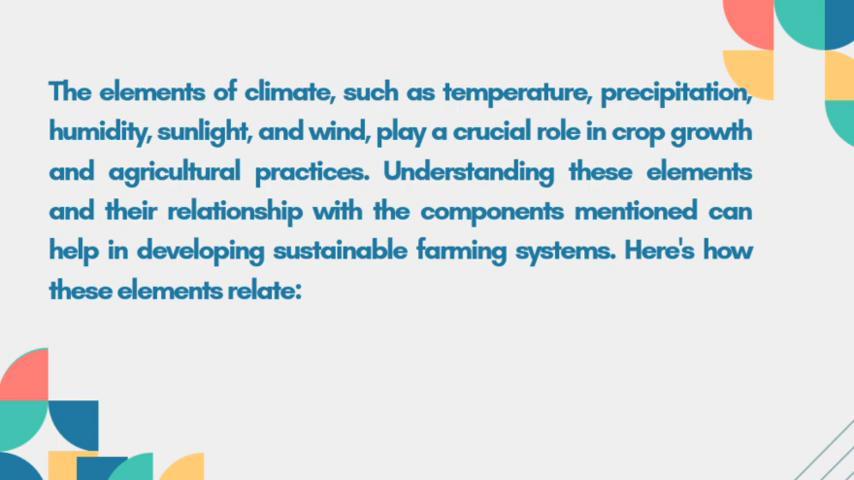 The elements of climate, such as temperature, precipitation,
humidity, sunlight, and wind, play a crucial role in crop growth
and agricultural practices. Understanding these elements
and their relationship with the components mentioned can
help in developing sustainable farming systems. Here's how
these elements relate: